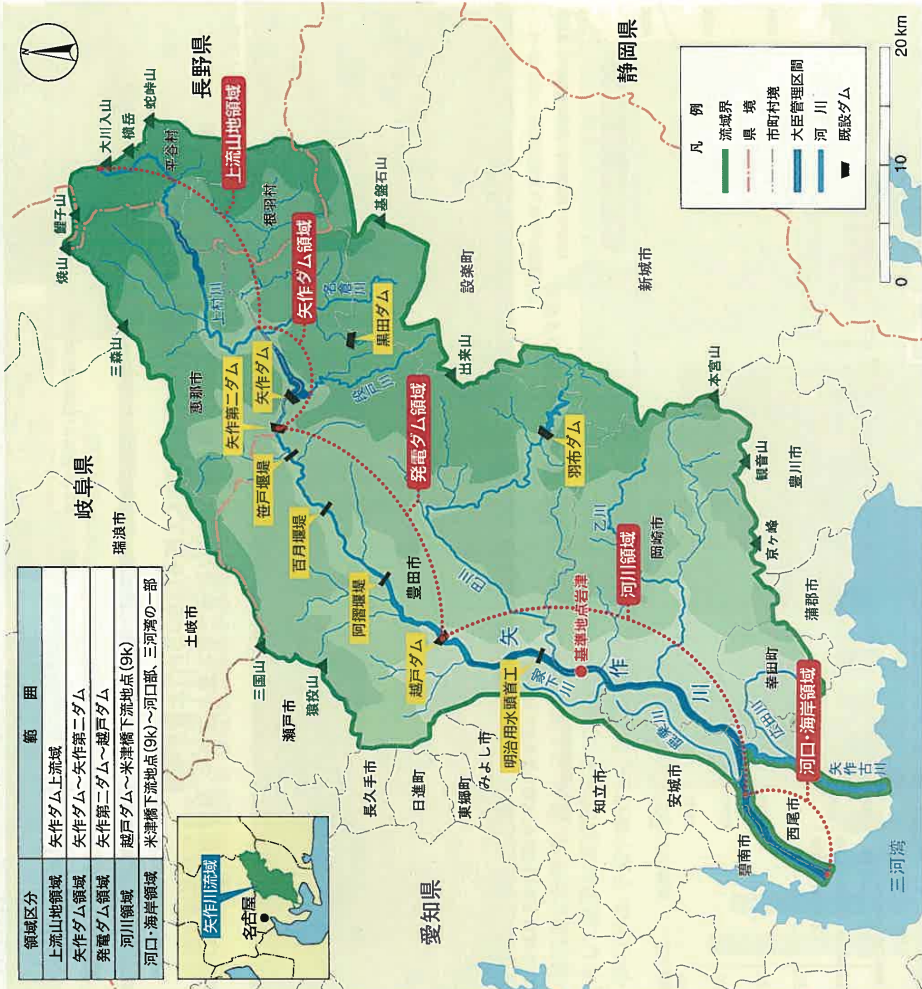 領域区分 範囲
上流山地領域 矢作ダム上流域
矢作ダム領域 矢作ダム～矢作第二ダム
発電ダム領域 矢作第二ダム～越戸ダム
河川領域 越戸ダム～米津橋下流地点(9k)
河口・海岸領域 米津橋下流地点(9k)～河口部、三河湾の一部
矢作川流域
名古屋
岐阜県
長野県
静岡県
愛知県
瑞浪市
土岐市
恵那市
瀬戸市
長久手市
日進町
東郷町
みよし市
豊田市
知立市
安城市
碧南市
西尾市
岡崎市
幸田町
蒲郡市
豊川市
新城市
設楽町
根羽村
平谷村
焼山
鯉子山
大川入山
横岳
蛇峠山
三森山
三国山
猿投山
基盤石山
出来山
本宮山
観音山
京ヶ峰
上流山地領域
矢作ダム領域
発電ダム領域
河川領域
河口・海岸領域
矢作第二ダム
矢作ダム
黒田ダム
笹戸堰堤
百月堰堤
阿摺堰堤
越戸ダム
羽布ダム
明治用水頭首工
基準地点岩津
上村川
名倉川
段戸川
巴川
乙川
家下川
鹿乗川
広田川
矢作川
矢作古川
三河湾
凡例
流域界
県境
市町村境
大臣管理区間
河川
既設ダム
0 10 20km